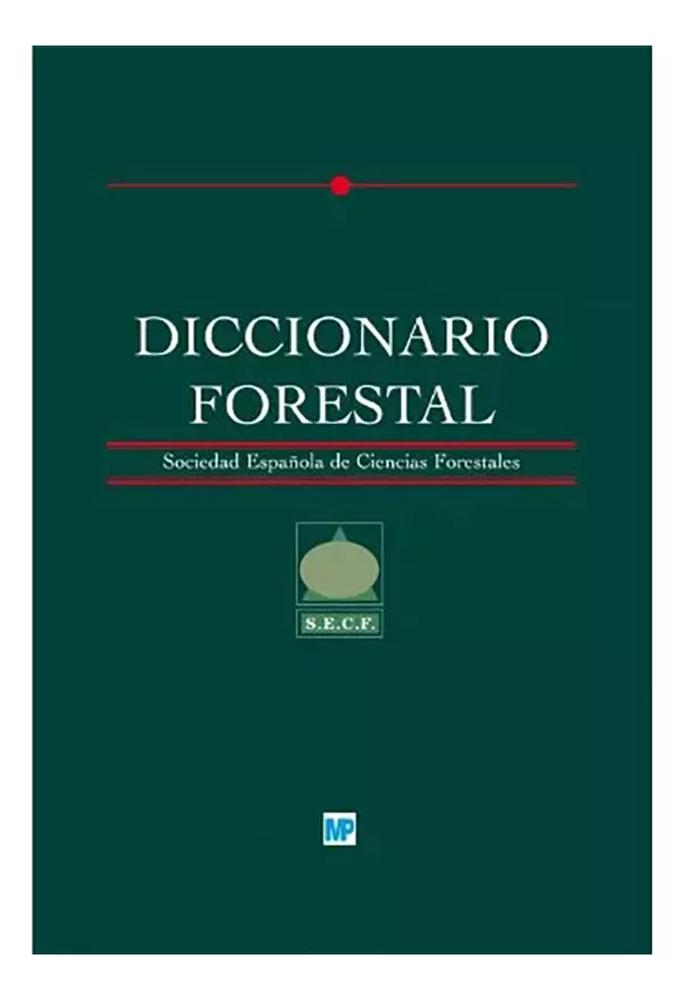 DICCIONARIO
FORESTAL
Sociedad Española de Ciencias Forestales
S.E.C.F.
MP